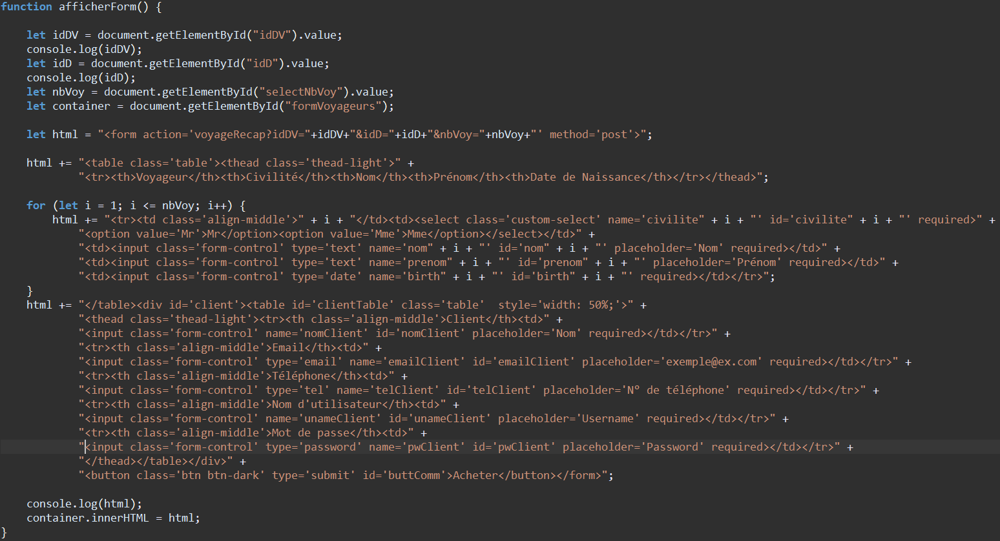 function afficherForm() {
let idDV = document.getElementById("idDV").value;
console.log(idDV);
let idD = document.getElementById("idD").value;
console.log(idD);
let nbVoy = document.getElementById("selectNbVoy").value;
let container = document.getElementById("formVoyageurs");
let html = "<form action='voyageRecap?idDV="+idDV+"&idD="+idD+"&nbVoy="+nbVoy+"' method='post'>";
html += "<table class='table'><thead class='thead-light'>" +
"<tr><th>Voyageur</th><th>Civilité</th><th>Nom</th><th>Prénom</th><th>Date de Naissance</th></tr></thead>";
for (let i = 1; i <= nbVoy; i++) {
html += "<tr><td class='align-middle'>" + i + "</td><td><select class='custom-select' name='civilite" + i + "' id='civilite" + i + "' required>" +
"<option value='Mr'>Mr</option><option value='Mme'>Mme</option></select></td>" +
"<td><input class='form-control' type='text' name='nom" + i + "' id='nom" + i + "' placeholder='Nom' required></td>" +
"<td><input class='form-control' type='text' name='prenom" + i + "' id='prenom" + i + "' placeholder='Prénom' required></td>" +
"<td><input class='form-control' type='date' name='birth" + i + "' id='birth" + i + "' required></td></tr>";
}
html += "</table><div id='client'><table id='clientTable' class='table'  style='width: 50%;'>" +
"<thead class='thead-light'><tr><th class='align-middle'>Client</th><td>" +
"<input class='form-control' name='nomClient' id='nomClient' placeholder='Nom' required></td></tr>" +
"<tr><th class='align-middle'>Email</th><td>" +
"<input class='form-control' type='email' name='emailClient' id='emailClient' placeholder='exemple@ex.com' required></td></tr>" +
"<tr><th class='align-middle'>Téléphone</th><td>" +
"<input class='form-control' type='tel' name='telClient' id='telClient' placeholder='N° de téléphone' required></td></tr>" +
"<tr><th class='align-middle'>Nom d'utilisateur</th><td>" +
"<input class='form-control' name='unameClient' id='unameClient' placeholder='Username' required></td></tr>" +
"<tr><th class='align-middle'>Mot de passe</th><td>" +
"<input class='form-control' type='password' name='pwClient' id='pwClient' placeholder='Password' required></td></tr>" +
"</thead></table></div>" +
"<button class='btn btn-dark' type='submit' id='buttComm'>Acheter</button></form>";
console.log(html);
container.innerHTML = html;
}